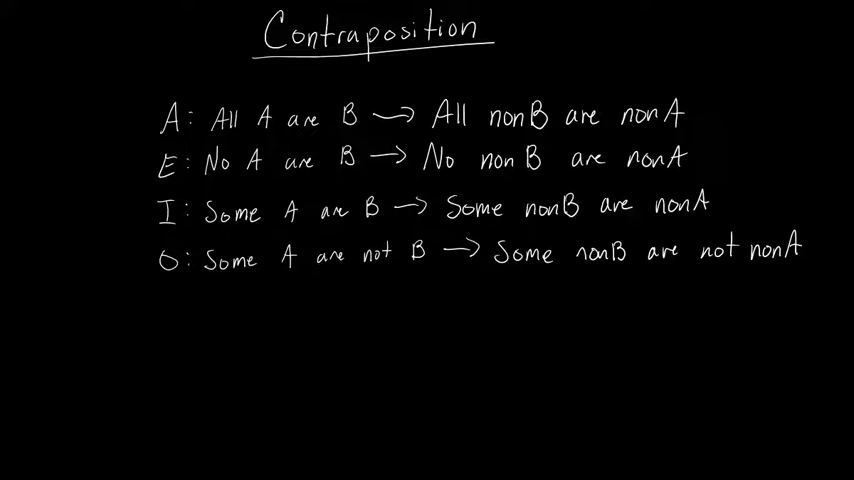 Contraposition
A: All A are B → All nonB are nonA
E: No A are B → No nonB are nonA
I: Some A are B → Some nonB are nonA
O: Some A are not B → Some nonB are not nonA